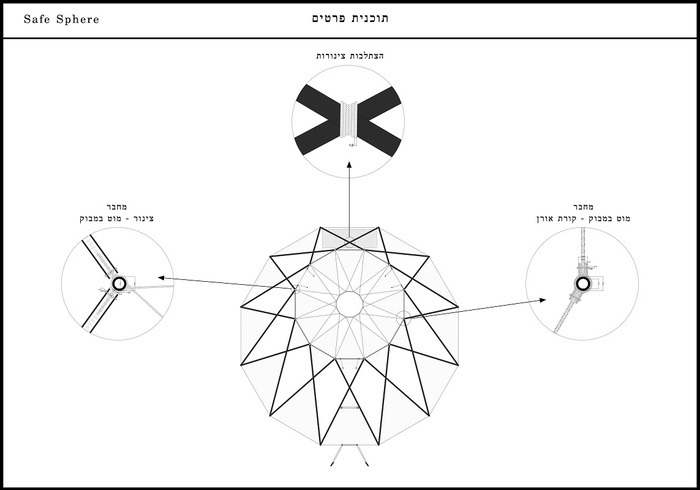 Safe Sphere
תוכנית פרטים
הצתלבות צינורות
מחבר
צינור - מוט במבוק
מחבר
מוט במבוק - קורת אורן